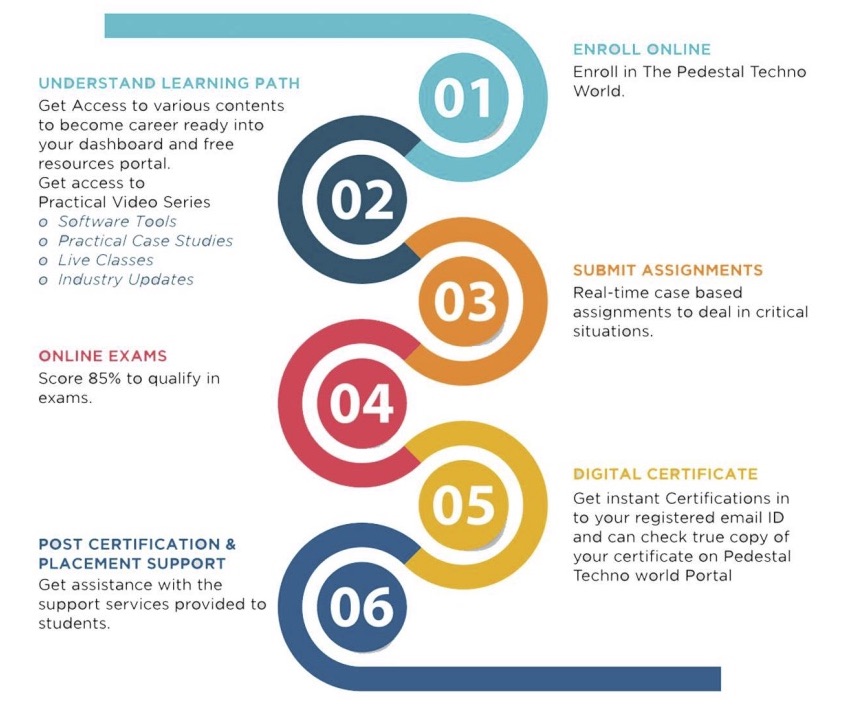 01
ENROLL ONLINE
Enroll in The Pedestal Techno
World.
UNDERSTAND LEARNING PATH
Get Access to various contents
to become career ready into
your dashboard and free
resources portal.
Get access to
Practical Video Series
o Software Tools
o Practical Case Studies
o Live Classes
o Industry Updates
02
03
SUBMIT ASSIGNMENTS
Real-time case based
assignments to deal in critical
situations.
ONLINE EXAMS
Score 85% to qualify in
exams.
04
05
DIGITAL CERTIFICATE
Get instant Certifications in
to your registered email ID
and can check true copy of
your certificate on Pedestal
Techno world Portal
POST CERTIFICATION &
PLACEMENT SUPPORT
Get assistance with the
support services provided to
students.
06